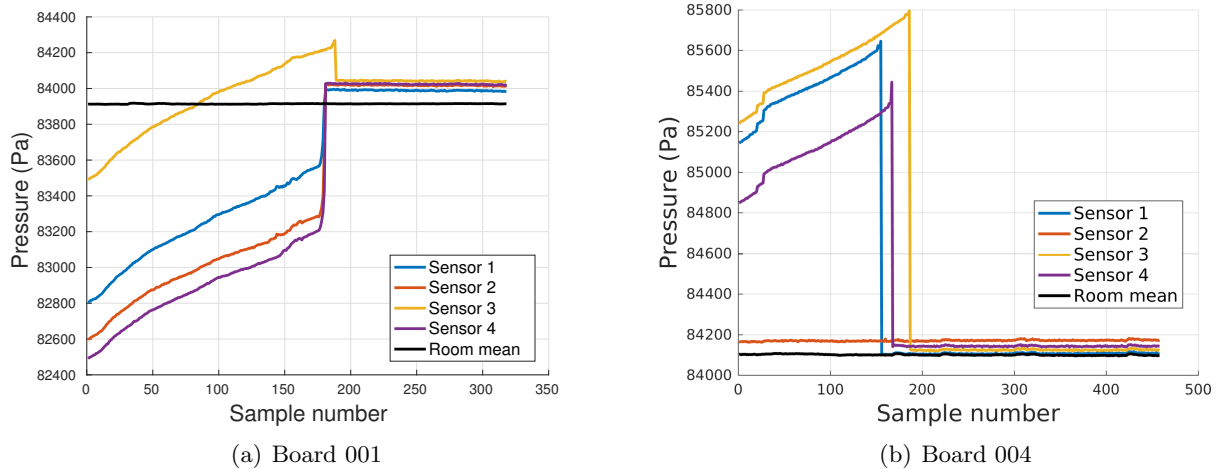 84400
84200
84000
83800
83600
83400
83200
83000
82800
82600
82400
Pressure (Pa)
0 50 100 150 200 250 300 350
Sample number
Sensor 1
Sensor 2
Sensor 3
Sensor 4
Room mean
(a) Board 001
85800
85600
85400
85200
85000
84800
84600
84400
84200
84000
Pressure (Pa)
0 100 200 300 400 500
Sample number
Sensor 1
Sensor 2
Sensor 3
Sensor 4
Room mean
(b) Board 004